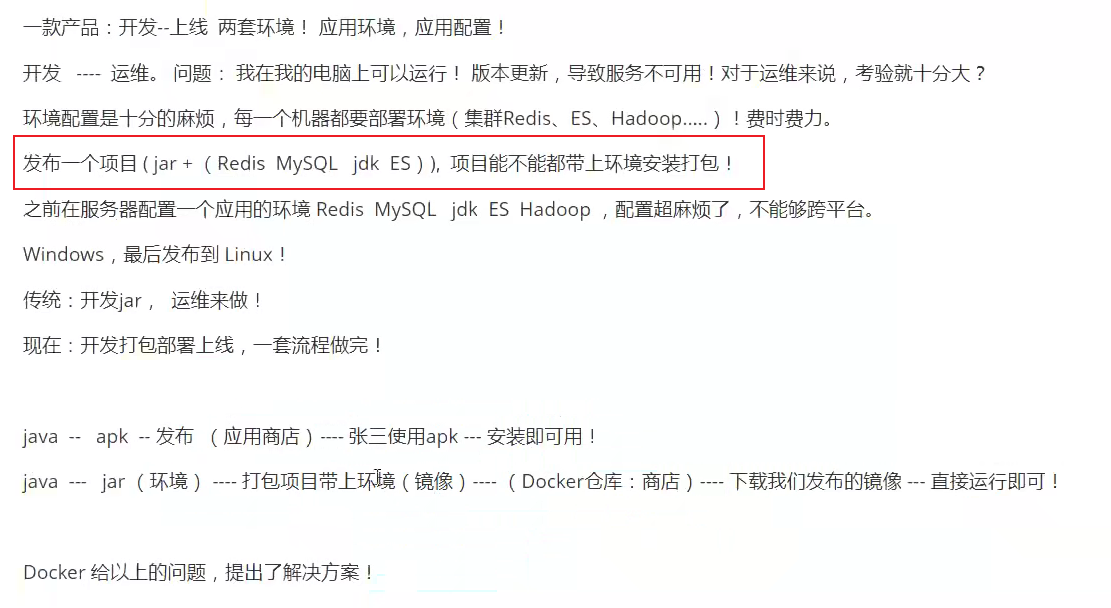 一款产品：开发--上线 两套环境！ 应用环境，应用配置！
开发 ---- 运维。 问题： 我在我的电脑上可以运行！ 版本更新，导致服务不可用！对于运维来说，考验就十分大？
环境配置是十分的麻烦，每一个机器都要部署环境（集群Redis、ES、Hadoop.....）！费时费力。
发布一个项目 ( jar + （ Redis MySQL jdk ES ）)， 项目能不能都带上环境安装打包！
之前在服务器配置一个应用的环境 Redis MySQL jdk ES Hadoop ，配置超麻烦了，不能够跨平台。
Windows，最后发布到 Linux！
传统：开发jar， 运维来做！
现在：开发打包部署上线，一套流程做完！
java -- apk -- 发布 （应用商店）---- 张三使用apk --- 安装即可用！
java --- jar（环境） ---- 打包项目带上环境（镜像）---- （ Docker仓库：商店）---- 下载我们发布的镜像 --- 直接运行即可！
Docker 给以上的问题，提出了解决方案！